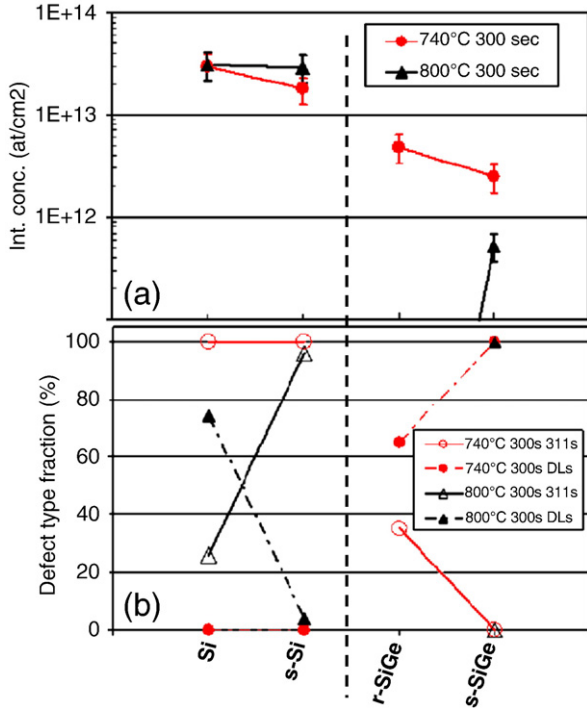 1E+14
1E+13
1E+12
Int. conc. (at/cm2)
740°C 300 sec
800°C 300 sec
(a)
100
80
60
40
20
0
Defect type fraction (%)
740°C 300s 311s
740°C 300s DLs
800°C 300s 311s
800°C 300s DLs
(b)
Si
s-Si
r-SiGe
s-SiGe